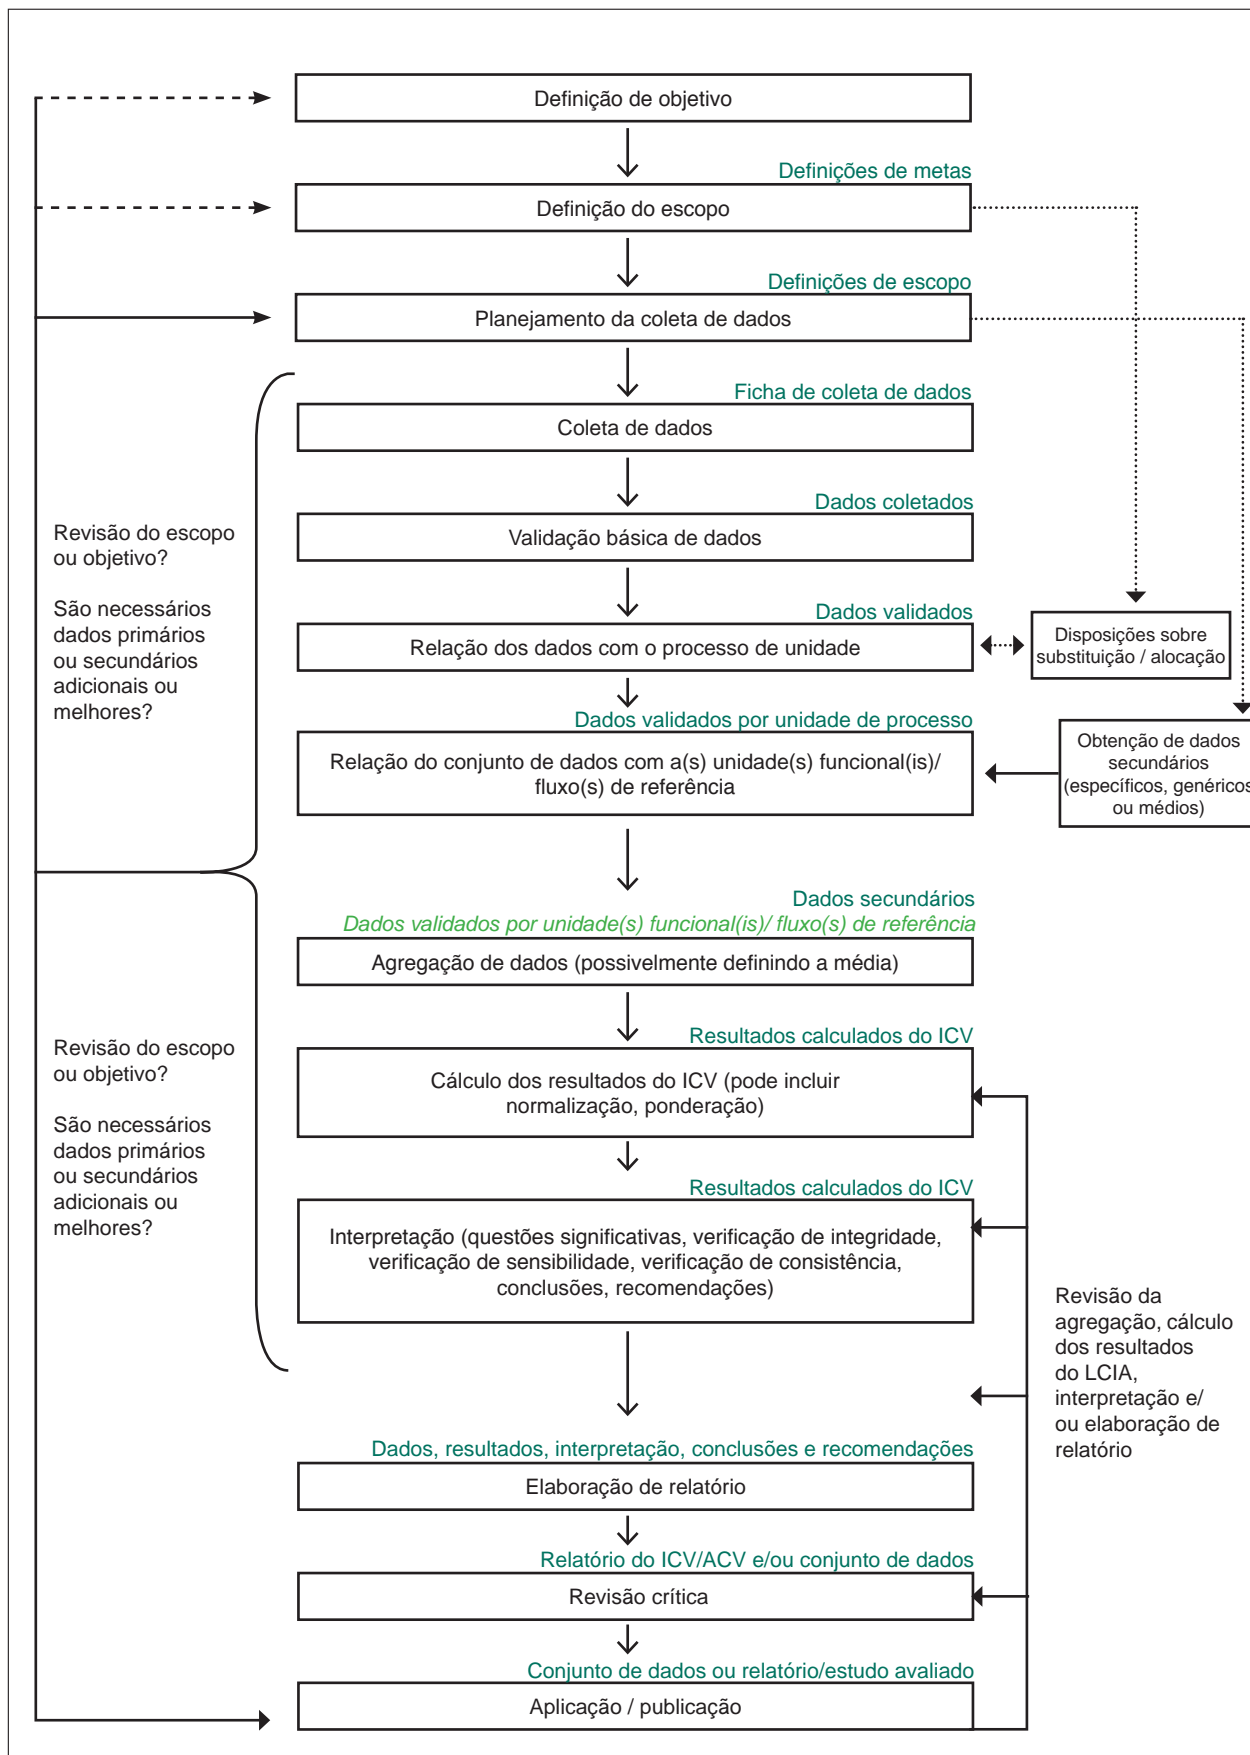 Definição de objetivo
Definições de metas
Definição do escopo
Definições de escopo
Planejamento da coleta de dados
Ficha de coleta de dados
Coleta de dados
Dados coletados
Validação básica de dados
Revisão do escopo
ou objetivo?
São necessários
dados primários
ou secundários
adicionais ou
melhores?
Dados validados
Relação dos dados com o processo de unidade
Disposições sobre
substituição / alocação
Dados validados por unidade de processo
Relação do conjunto de dados com a(s) unidade(s) funcional(is)/
fluxo(s) de referência
Obtenção de dados
secundários
(específicos, genéricos
ou médios)
Dados secundários
Dados validados por unidade(s) funcional(is)/ fluxo(s) de referência
Agregação de dados (possivelmente definindo a média)
Resultados calculados do ICV
Cálculo dos resultados do ICV (pode incluir
normalização, ponderação)
Revisão do escopo
ou objetivo?
São necessários
dados primários
ou secundários
adicionais ou
melhores?
Resultados calculados do ICV
Interpretação (questões significativas, verificação de integridade,
verificação de sensibilidade, verificação de consistência,
conclusões, recomendações)
Revisão da
agregação, cálculo
dos resultados
do LCIA,
interpretação e/
ou elaboração de
relatório
Dados, resultados, interpretação, conclusões e recomendações
Elaboração de relatório
Relatório do ICV/ACV e/ou conjunto de dados
Revisão crítica
Conjunto de dados ou relatório/estudo avaliado
Aplicação / publicação